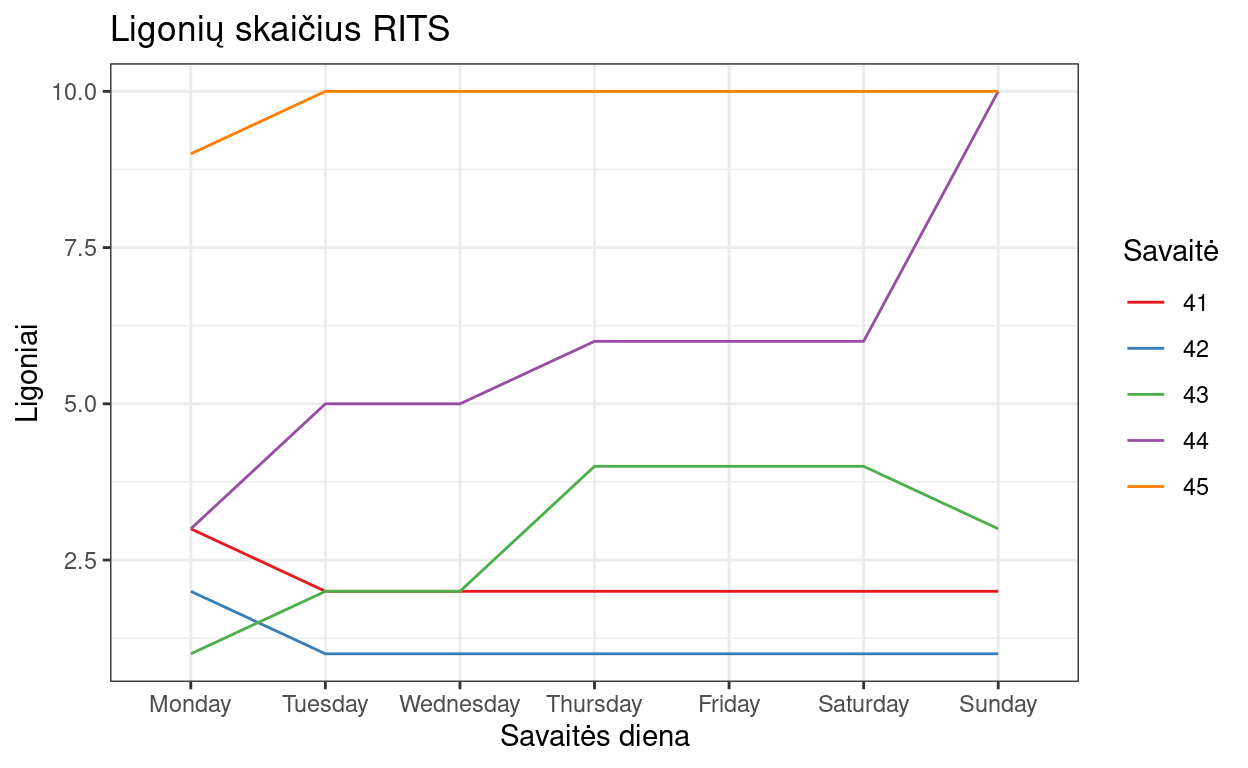 Ligonių skaičius RITS
10.0
7.5
5.0
2.5
Ligoniai
Monday Tuesday Wednesday Thursday Friday Saturday Sunday
Savaitės diena
Savaitė
41
42
43
44
45